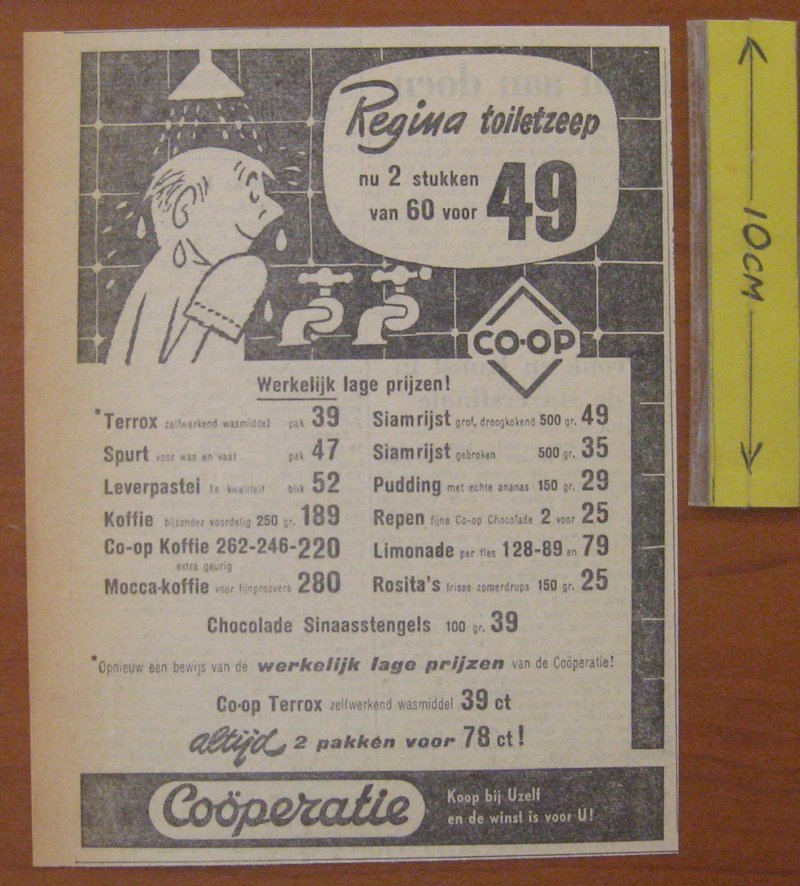 Regina toiletzeep
nu 2 stukken
van 60 voor 49
CO-OP
Werkelijk lage prijzen!
*Terrox zelfwerkend wasmiddel pak 39
Spurt voor was en vaat pak 47
Leverpastei 1e kwaliteit blik 52
Koffie bijzonder voordelig 250 gr. 189
Co-op Koffie 262-246-220
extra geurig
Mocca-koffie voor fijnproevers 280
Siamrijst grof, droogkokend 500 gr. 49
Siamrijst gebroken 500 gr. 35
Pudding met echte ananas 150 gr. 29
Repen fijne Co-op Chocolade 2 voor 25
Limonade per fles 128-89 en 79
Rosita's frisse zomerdrups 150 gr. 25
Chocolade Sinaasstengels 100 gr. 39
*Opnieuw een bewijs van de werkelijk lage prijzen van de Coöperatie!
Co-op Terrox zelfwerkend wasmiddel 39 ct
altijd 2 pakken voor 78 ct!
Coöperatie
Koop bij Uzelf
en de winst is voor U!
10CM